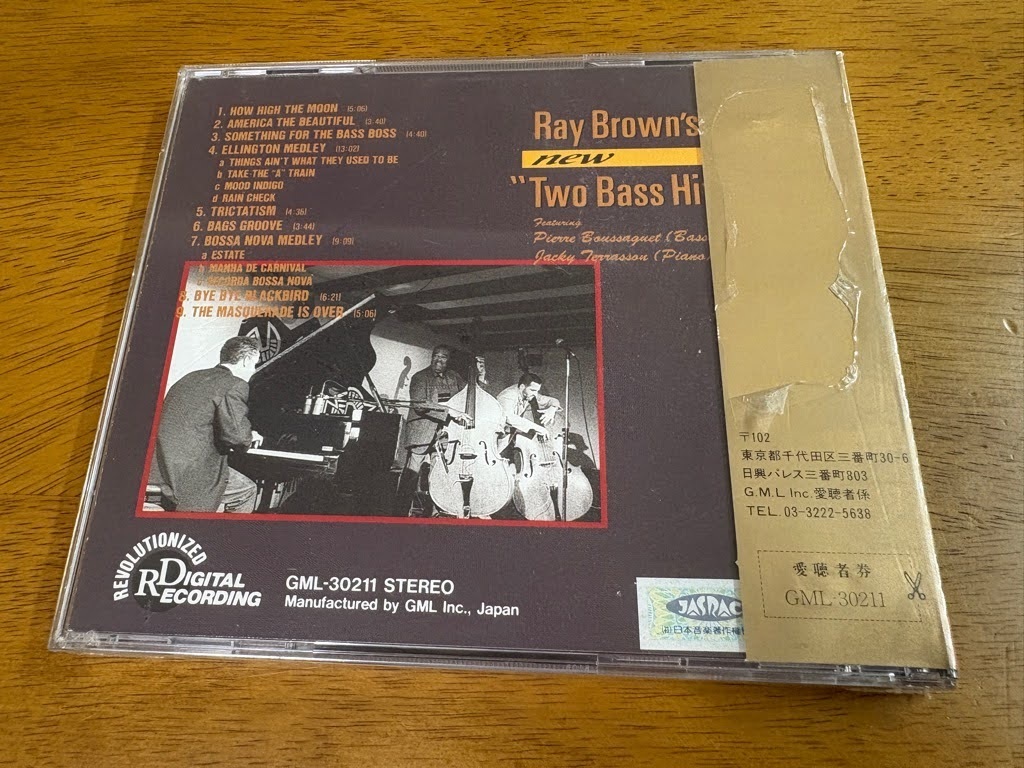 1. HOW HIGH THE MOON (5:06)
2. AMERICA THE BEAUTIFUL (3:40)
3. SOMETHING FOR THE BASS BOSS (4:40)
4. ELLINGTON MEDLEY (13:02)
a THINGS AIN'T WHAT THEY USED TO BE
b TAKE THE "A" TRAIN
c MOOD INDIGO
d RAIN CHECK
5. TRICTATISM (4:36)
6. BAGS GROOVE (3:44)
7. BOSSA NOVA MEDLEY (9:09)
a ESTATE
b MANHA DE CARNIVAL
c RECORDA BOSSA NOVA
8. BYE BYE BLACKBIRD (6:21)
9. THE MASQUERADE IS OVER (5:06)
Ray Brown's
new
"Two Bass Hi
Featuring
Pierre Boussaguet (Bass
Jacky Terrasson (Piano
REVOLUTIONIZED
DIGITAL
RECORDING
GML-30211 STEREO
Manufactured by GML Inc., Japan
JASRAC
日本音楽著作権
〒102
東京都千代田区三番町30-6
日興パレス三番町803
G.M.L Inc.愛聴者係
TEL. 03-3222-5638
愛聴者券
GML-30211